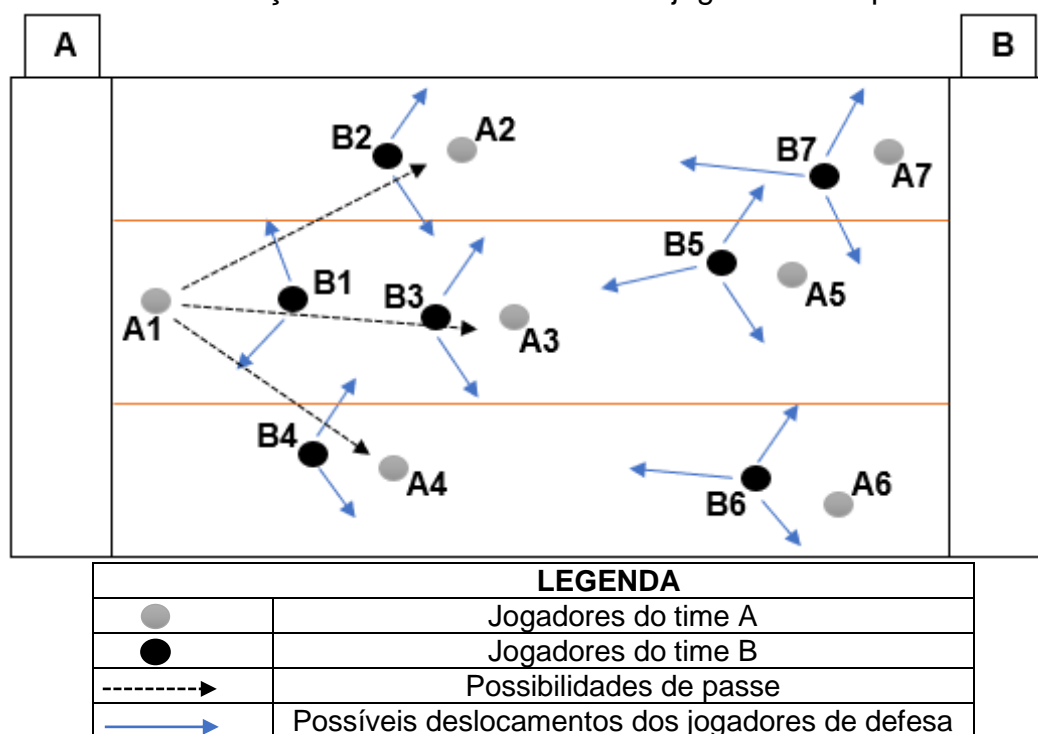 jog
A
B
B2
A2
B7
A7
B5
B1
B3
A5
A1
A3
B4
A4
A6
B6
LEGENDA
Jogadores do time A
Jogadores do time B
Possibilidades de passe
Possíveis deslocamentos dos jogadores de defesa